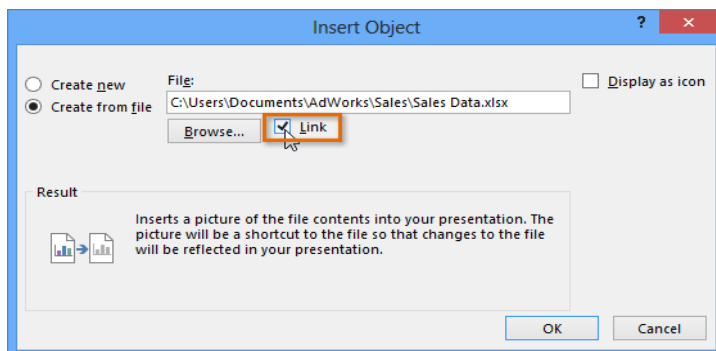 Insert Object
?
×
Create new
Create from file
File:
C:\Users\Documents\AdWorks\Sales\Sales Data.xlsx
Browse...
Link
Display as icon
Result
Inserts a picture of the file contents into your presentation. The
picture will be a shortcut to the file so that changes to the file
will be reflected in your presentation.
OK
Cancel